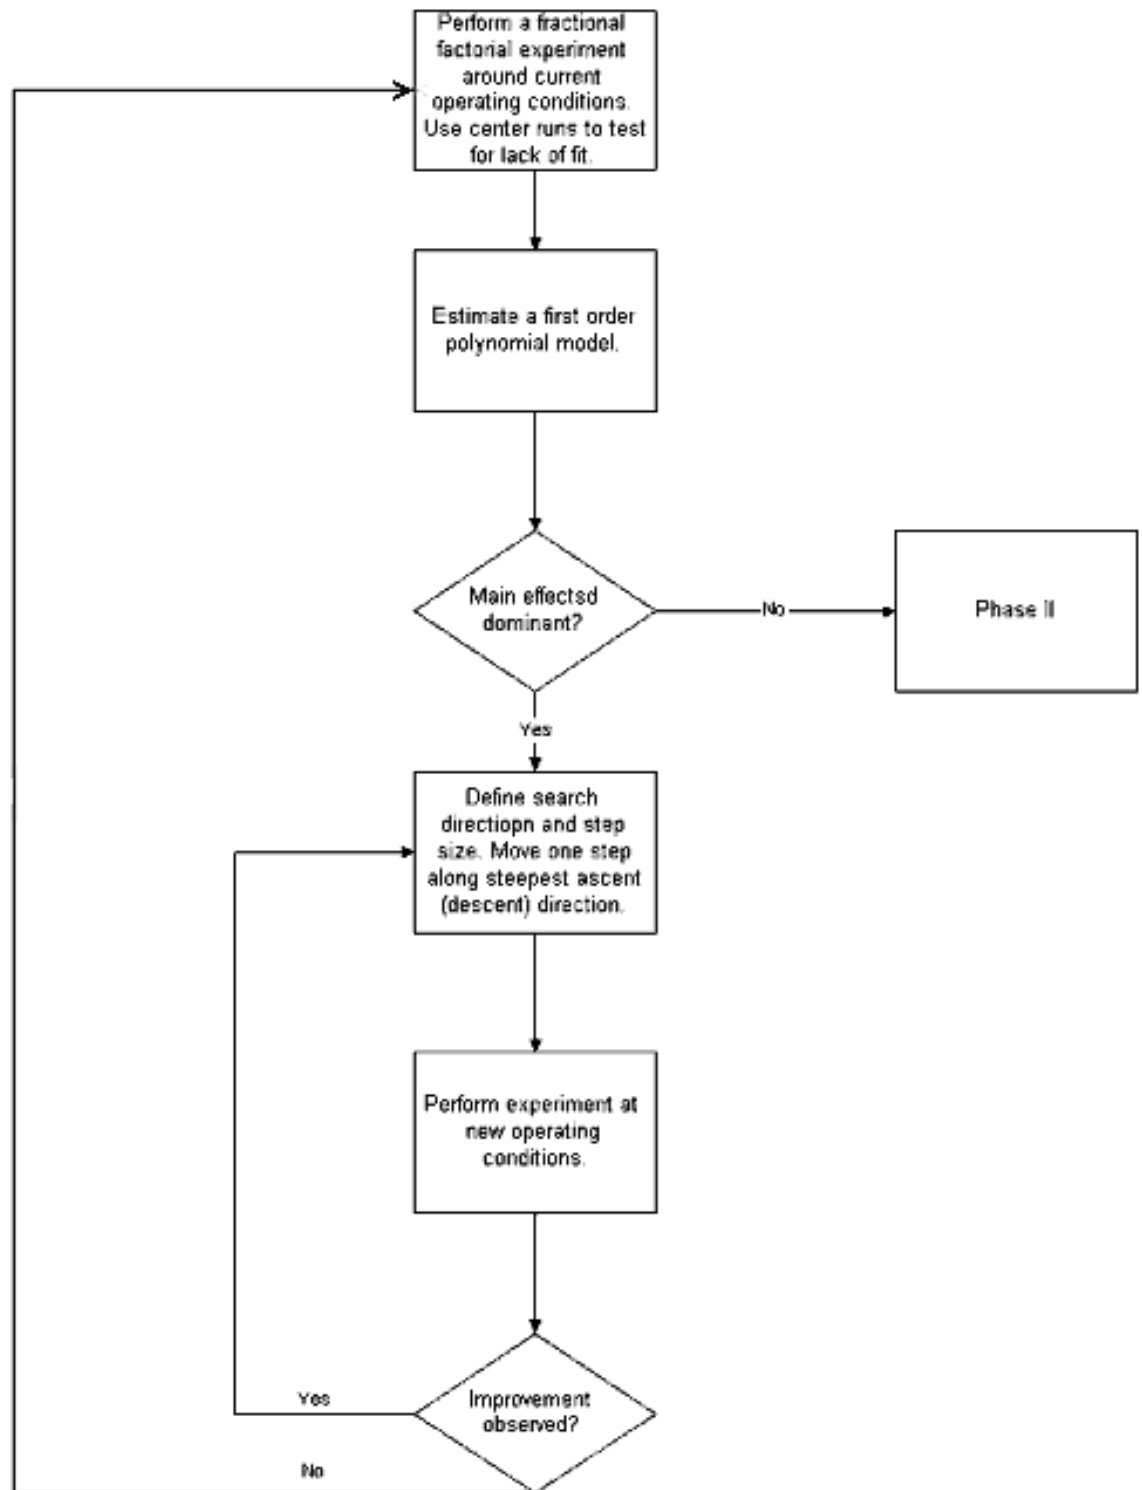 Perform a fractional
factorial experiment
around current
operating conditions.
Use center runs to test
for lack of fit.
Estimate a first order
polynomial model.
Main effectsd
dominant?
No
Phase II
Yes
Define search
directiopn and step
size. Move one step
along steepest ascent
(descent) direction.
Perform experiment at
new operating
conditions.
Improvement
observed?
Yes
No